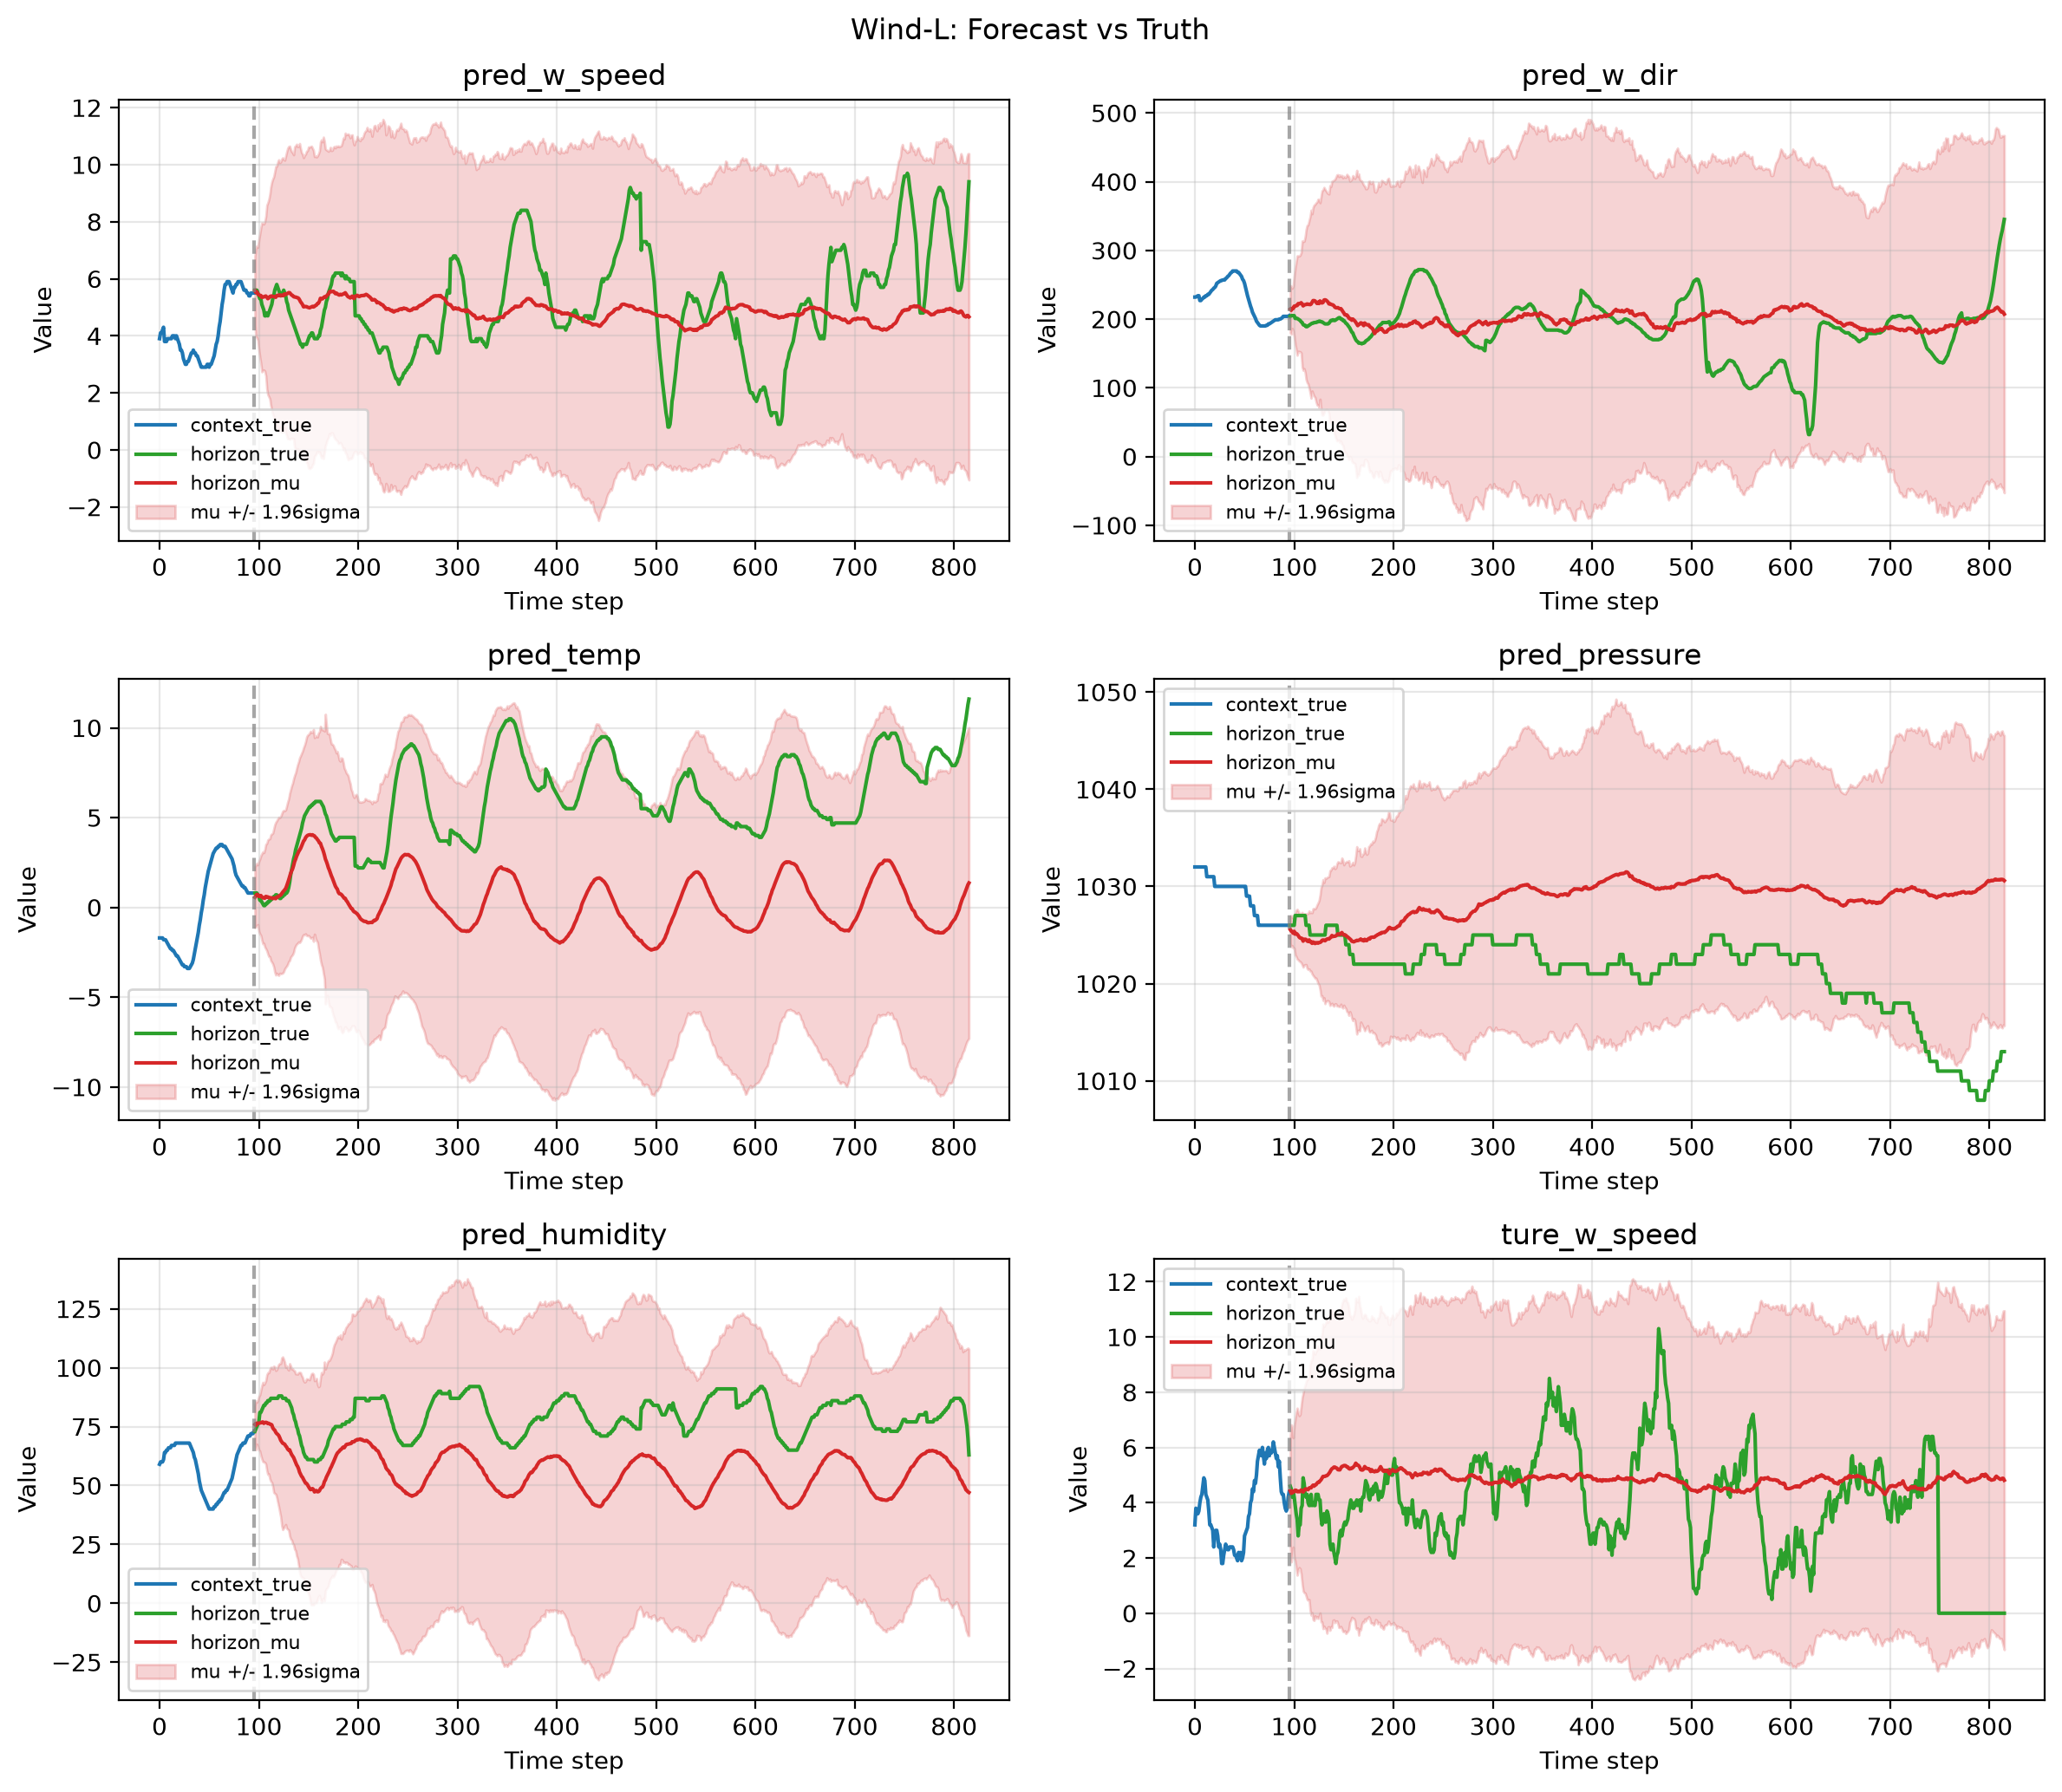 Wind-L: Forecast vs Truth
pred_w_speed
Value
12
10
8
6
4
2
0
−2
context_true
horizon_true
horizon_mu
mu +/- 1.96sigma
0 100 200 300 400 500 600 700 800
Time step
pred_w_dir
Value
500
400
300
200
100
0
−100
context_true
horizon_true
horizon_mu
mu +/- 1.96sigma
0 100 200 300 400 500 600 700 800
Time step
pred_temp
Value
10
5
0
−5
−10
context_true
horizon_true
horizon_mu
mu +/- 1.96sigma
0 100 200 300 400 500 600 700 800
Time step
pred_pressure
Value
1050
1040
1030
1020
1010
context_true
horizon_true
horizon_mu
mu +/- 1.96sigma
0 100 200 300 400 500 600 700 800
Time step
pred_humidity
Value
125
100
75
50
25
0
−25
context_true
horizon_true
horizon_mu
mu +/- 1.96sigma
0 100 200 300 400 500 600 700 800
Time step
ture_w_speed
Value
12
10
8
6
4
2
0
−2
context_true
horizon_true
horizon_mu
mu +/- 1.96sigma
0 100 200 300 400 500 600 700 800
Time step